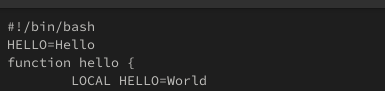 #!/bin/bash
HELLO=Hello
function hello {
        LOCAL HELLO=World